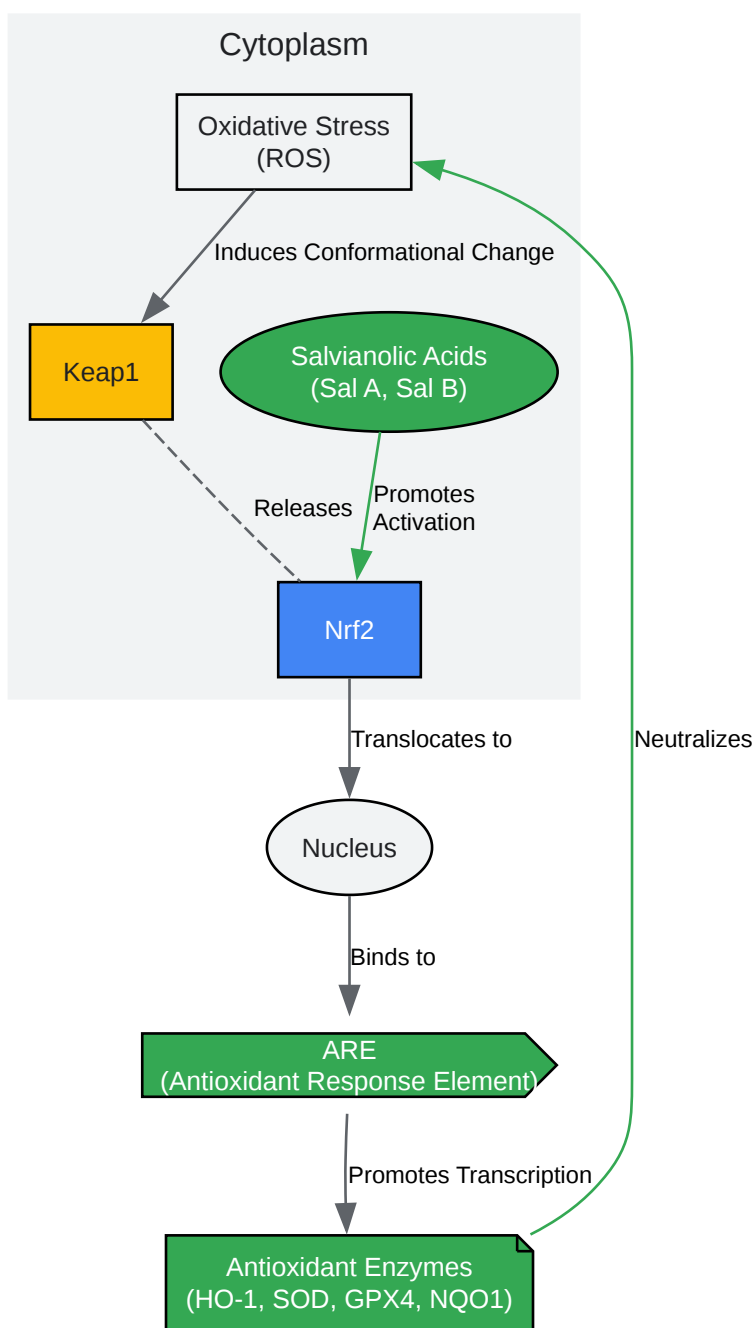 Cytoplasm
Oxidative Stress
(ROS)
Induces Conformational Change
Keap1
Salvianolic Acids
(Sal A, Sal B)
Releases
Promotes
Activation
Nrf2
Translocates to
Neutralizes
Nucleus
Binds to
ARE
(Antioxidant Response Element)
Promotes Transcription
Antioxidant Enzymes
(HO-1, SOD, GPX4, NQO1)